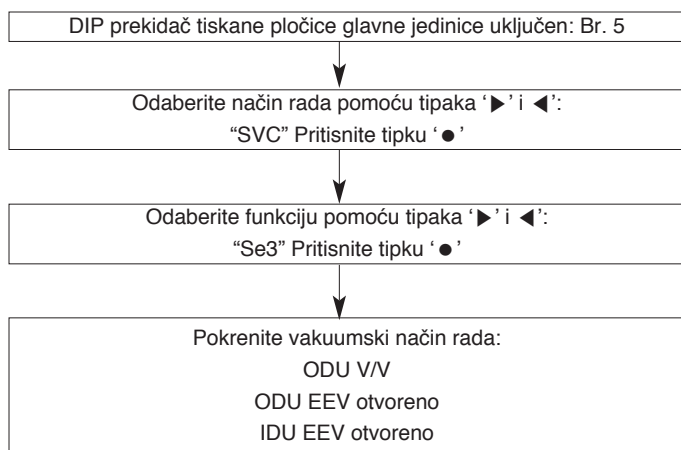 DIP prekidač tiskane pločice glavne jedinice uključen: Br. 5
Odaberite način rada pomoću tipaka ‘▶’ i ◀’:
“SVC” Pritisnite tipku ‘●’
Odaberite funkciju pomoću tipaka ‘▶’ i ◀’:
“Se3” Pritisnite tipku ‘●’
Pokrenite vakuumski način rada:
ODU V/V
ODU EEV otvoreno
IDU EEV otvoreno